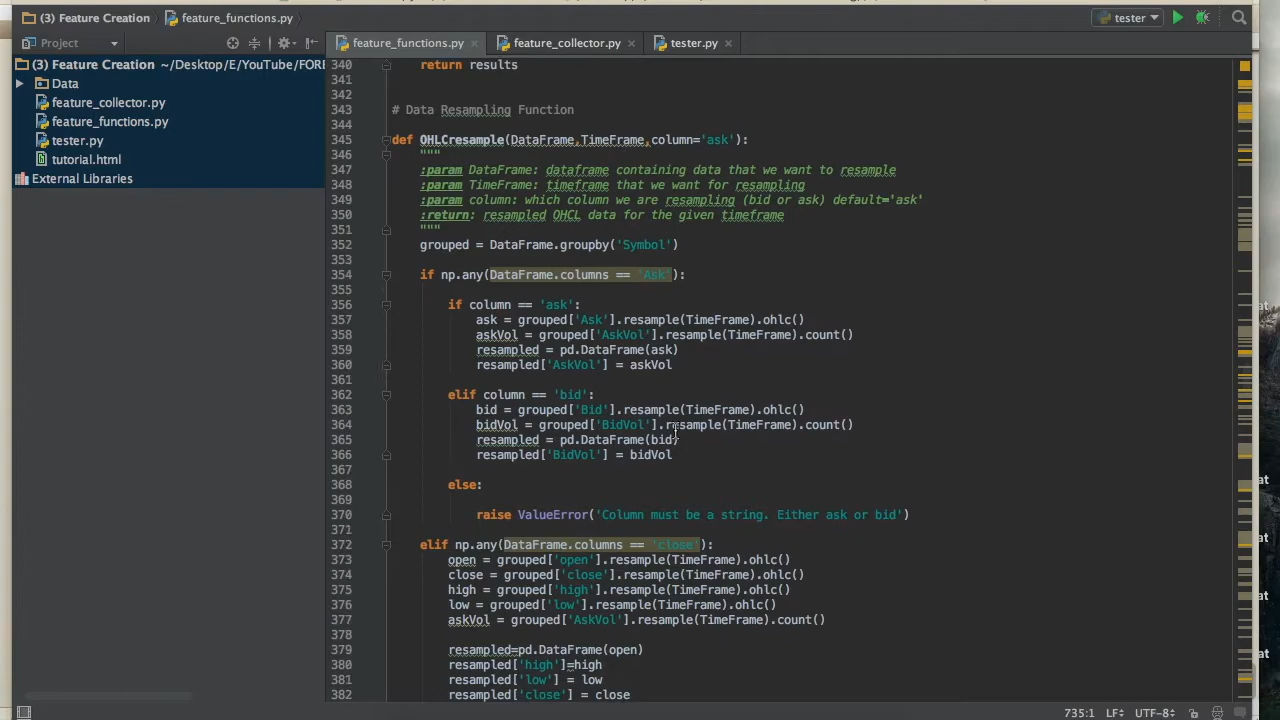 (3) Feature Creation feature_functions.py
tester
Project
feature_functions.py feature_collector.py tester.py
(3) Feature Creation ~/Desktop/E/YouTube/FORE
Data
feature_collector.py
feature_functions.py
tester.py
tutorial.html
External Libraries
340 return results
341
342
343 # Data Resampling Function
344
345 def OHLCresample(DataFrame,TimeFrame,column='ask'):
346 """
347 :param DataFrame: dataframe containing data that we want to resample
348 :param TimeFrame: timeframe that we want for resampling
349 :param column: which column we are resampling (bid or ask) default='ask'
350 :return: resampled OHCL data for the given timeframe
351 """
352 grouped = DataFrame.groupby('Symbol')
353
354 if np.any(DataFrame.columns == 'Ask'):
355
356 if column == 'ask':
357 ask = grouped['Ask'].resample(TimeFrame).ohlc()
358 askVol = grouped['AskVol'].resample(TimeFrame).count()
359 resampled = pd.DataFrame(ask)
360 resampled['AskVol'] = askVol
361
362 elif column == 'bid':
363 bid = grouped['Bid'].resample(TimeFrame).ohlc()
364 bidVol = grouped['BidVol'].resample(TimeFrame).count()
365 resampled = pd.DataFrame(bid)
366 resampled['BidVol'] = bidVol
367
368 else:
369
370 raise ValueError('Column must be a string. Either ask or bid')
371
372 elif np.any(DataFrame.columns == 'close'):
373 open = grouped['open'].resample(TimeFrame).ohlc()
374 close = grouped['close'].resample(TimeFrame).ohlc()
375 high = grouped['high'].resample(TimeFrame).ohlc()
376 low = grouped['low'].resample(TimeFrame).ohlc()
377 askVol = grouped['AskVol'].resample(TimeFrame).count()
378
379 resampled=pd.DataFrame(open)
380 resampled['high']=high
381 resampled['low'] = low
382 resampled['close'] = close
735:1 LF UTF-8